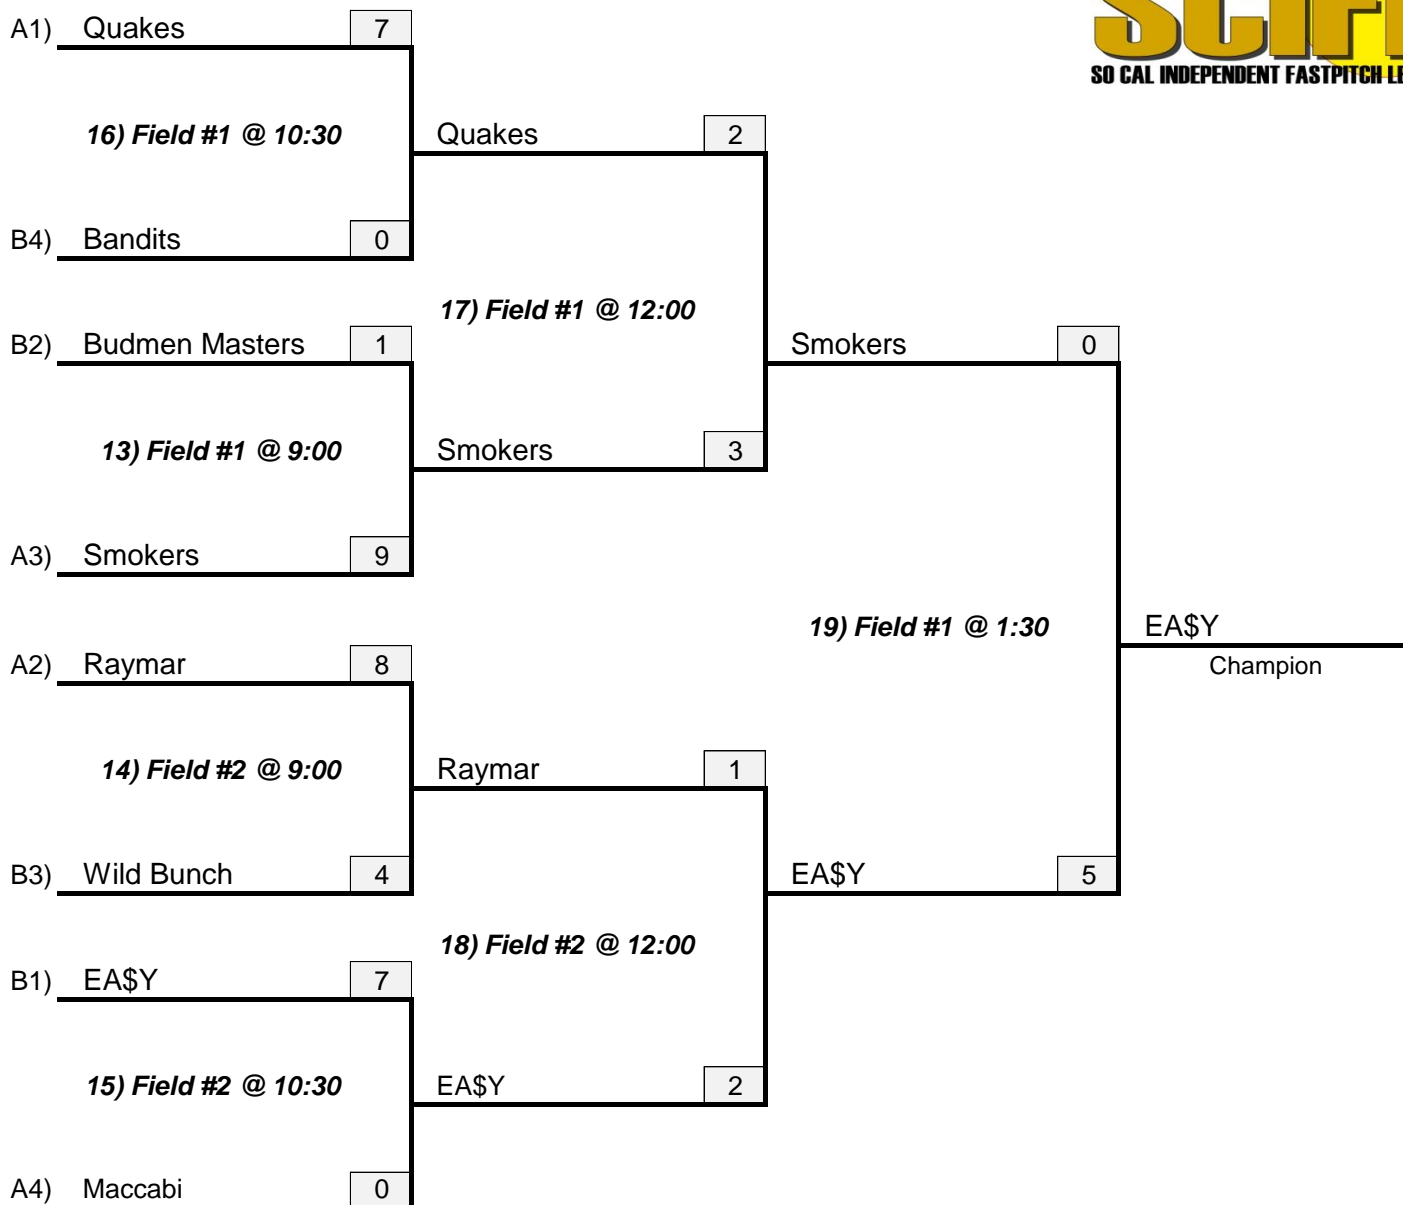 A1) Quakes 7
SO CAL INDEPENDENT FASTPITCH
16) Field #1 @ 10:30
Quakes 2
B4) Bandits 0
17) Field #1 @ 12:00
B2) Budmen Masters 1
Smokers 0
13) Field #1 @ 9:00
Smokers 3
A3) Smokers 9
19) Field #1 @ 1:30
EA$Y
Champion
A2) Raymar 8
14) Field #2 @ 9:00
Raymar 1
B3) Wild Bunch 4
EA$Y 5
18) Field #2 @ 12:00
B1) EA$Y 7
15) Field #2 @ 10:30
EA$Y 2
A4) Maccabi 0